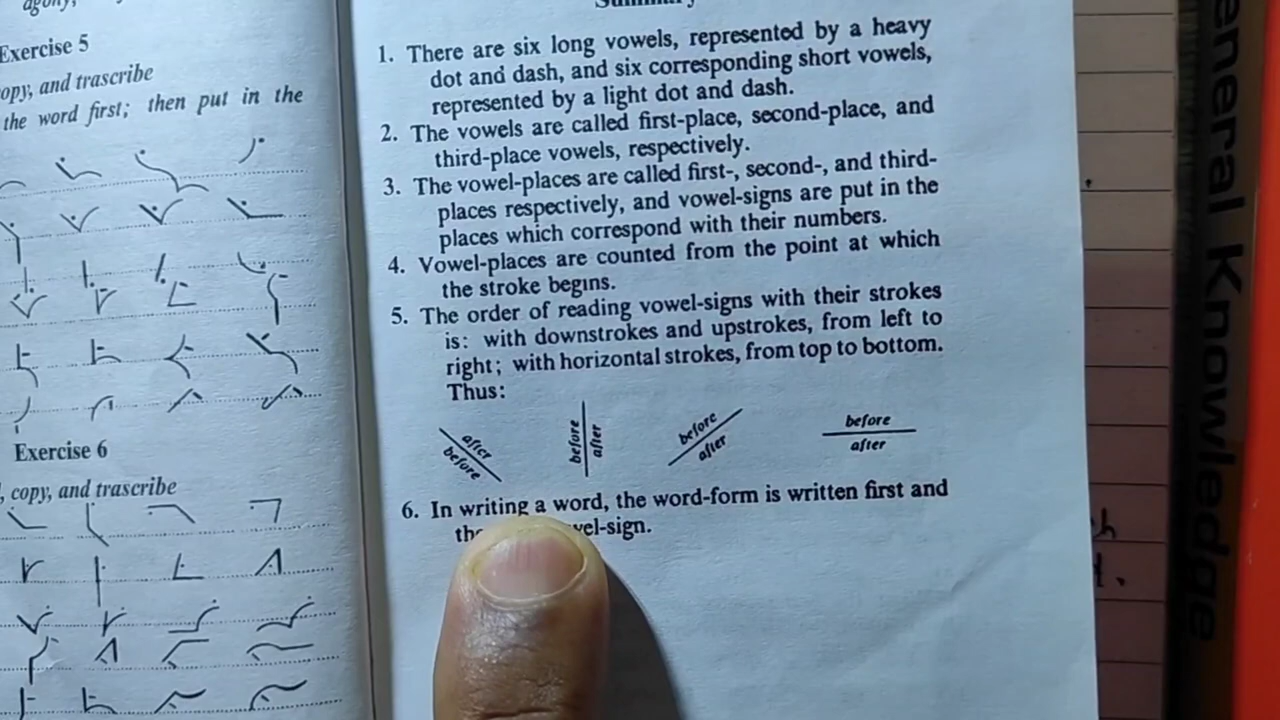 agony,
Exercise 5
opy, and trascribe
the word first; then put in the
Exercise 6
, copy, and trascribe
Summary
1. There are six long vowels, represented by a heavy
dot and dash, and six corresponding short vowels,
represented by a light dot and dash.
2. The vowels are called first-place, second-place, and
third-place vowels, respectively.
3. The vowel-places are called first-, second-, and third-
places respectively, and vowel-signs are put in the
places which correspond with their numbers.
4. Vowel-places are counted from the point at which
the stroke begins.
5. The order of reading vowel-signs with their strokes
is: with downstrokes and upstrokes, from left to
right; with horizontal strokes, from top to bottom.
Thus:
after before
before after
before after
before
after
6. In writing a word, the word-form is written first and
vel-sign.
eneral Knowledge